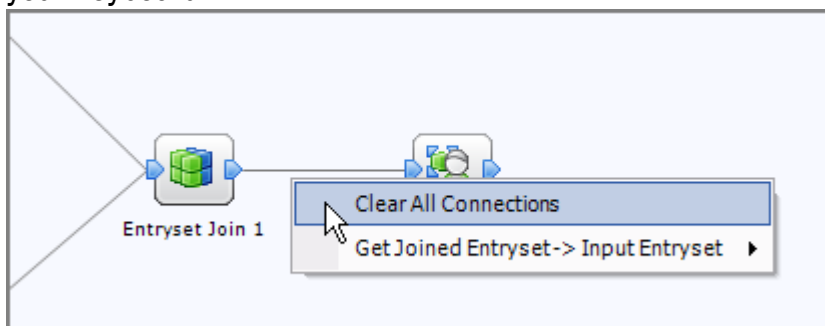 Clear All Connections
Entryset Join 1
Get Joined Entryset-> Input Entryset